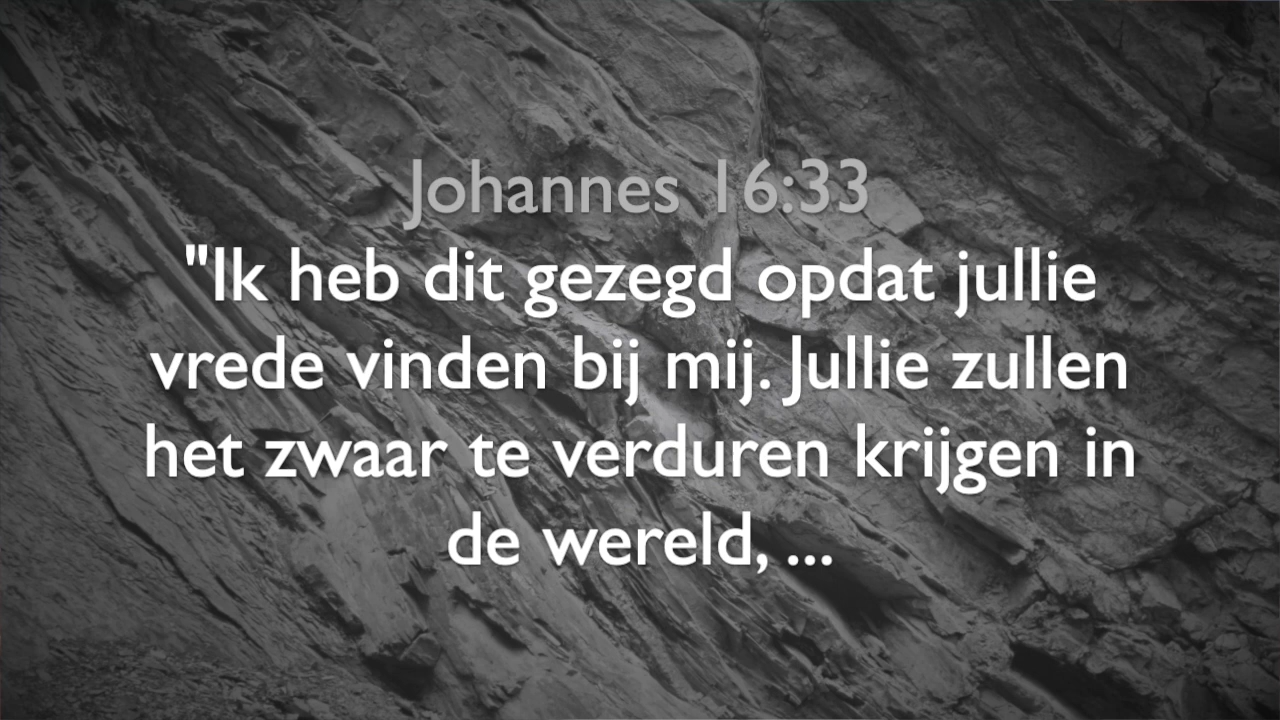 Johannes 16:33
"Ik heb dit gezegd opdat jullie
vrede vinden bij mij. Jullie zullen
het zwaar te verduren krijgen in
de wereld, ...